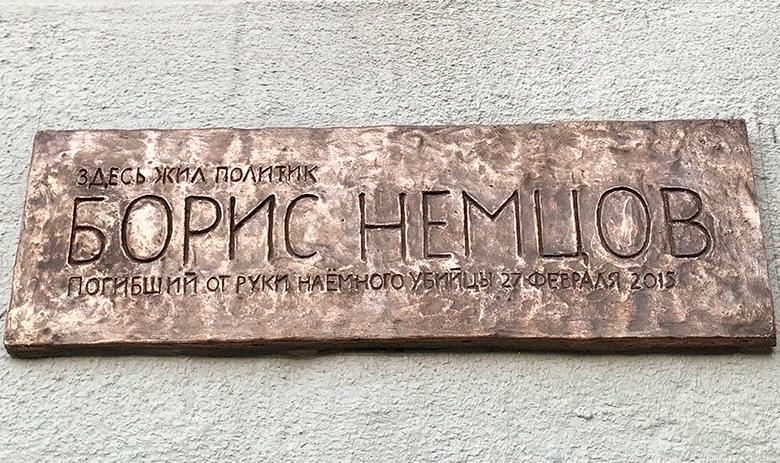 ЗДЕСЬ ЖИЛ ПОЛИТИК
БОРИС НЕМЦОВ
ПОГИБШИЙ ОТ РУКИ НАЁМНОГО УБИЙЦЫ 27 ФЕВРАЛЯ 2015